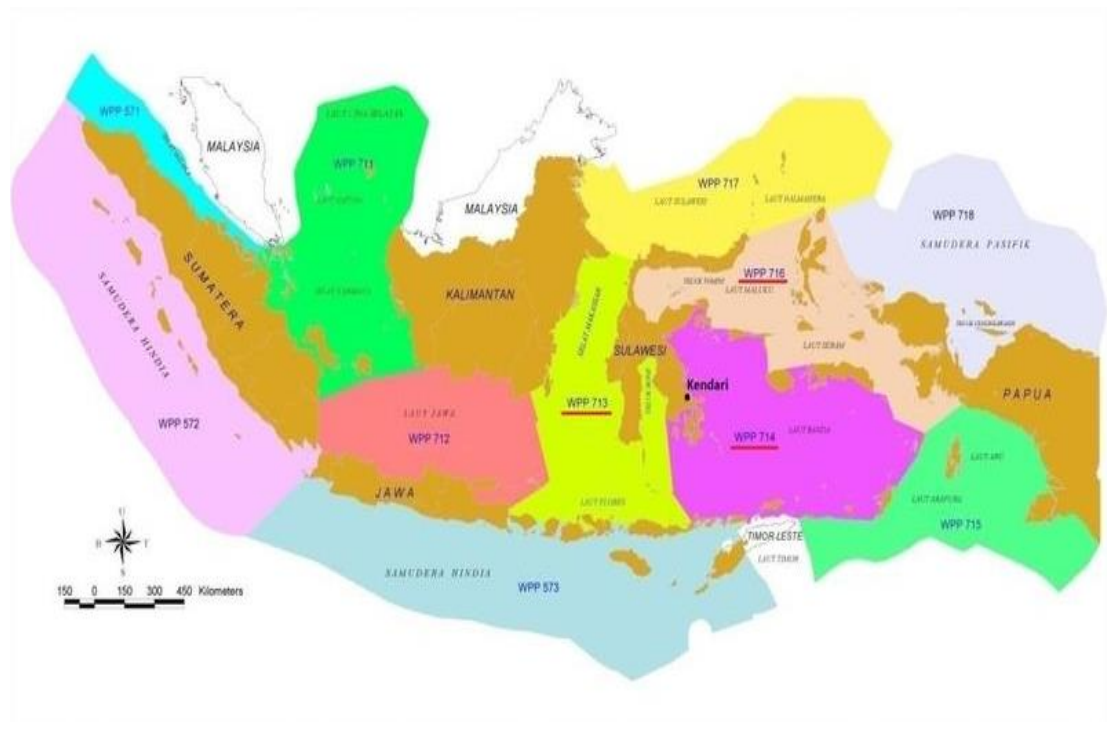 WPP 571
MALAYSIA
WPP 711
MALAYSIA
WPP 717
LAUT SULAWESI
LAUT HALMAHERA
WPP 718
SAMUDERA PASIFIK
SUMATERA
SAMUDERA HINDIA
WPP 572
KALIMANTAN
SELAT MAKASSAR
WPP 716
LAUT MALUKU
LAUT SERAM
SULAWESI
Kendari
PAPUA
WPP 713
WPP 714
LAUT BANDA
LAUT JAWA
WPP 712
JAWA
LAUT FLORES
LAUT ARU
LAUT ARAFURA
WPP 715
TIMOR-LESTE
LAUT TIMOR
SAMUDERA HINDIA
WPP 573
U
B T
S
150 0 150 300 450 Kilometers